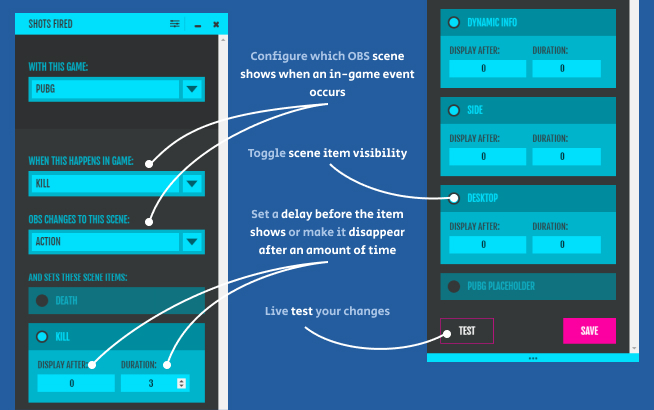 SHOTS FIRED
WITH THIS GAME:
PUBG
WHEN THIS HAPPENS IN GAME:
KILL
OBS CHANGES TO THIS SCENE:
ACTION
AND SETS THESE SCENE ITEMS:
DEATH
KILL
DISPLAY AFTER: DURATION:
0 3
Configure which OBS scene
shows when an in-game event
occurs
Toggle scene item visibility
Set a delay before the item
shows or make it disappear
after an amount of time
Live test your changes
DYNAMIC INFO
DISPLAY AFTER: DURATION:
0 0
SIDE
DISPLAY AFTER: DURATION:
0 0
DESKTOP
DISPLAY AFTER: DURATION:
0 0
PUBG PLACEHOLDER
TEST SAVE